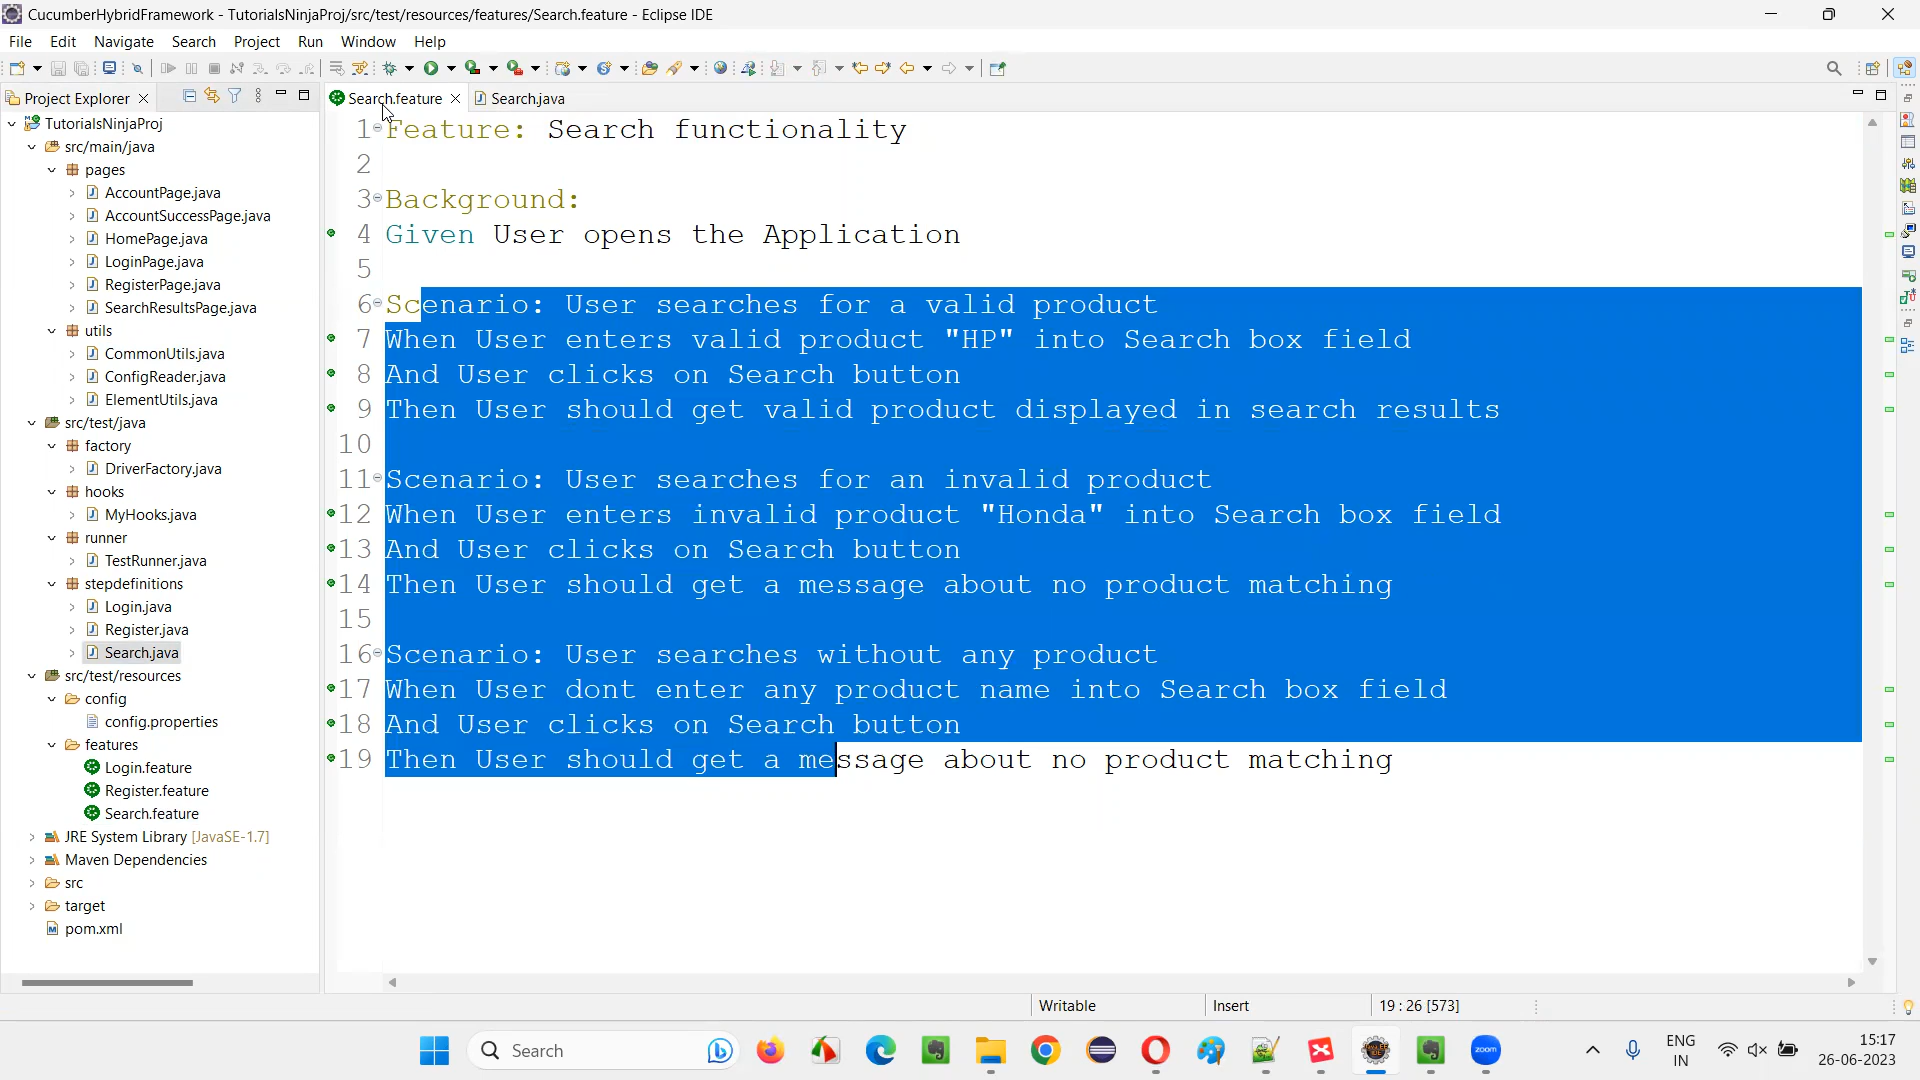 CucumberHybridFramework - TutorialsNinjaProj/src/test/resources/features/Search.feature - Eclipse IDE
File Edit Navigate Search Project Run Window Help
Project Explorer
Search.feature
Search.java
TutorialsNinjaProj
src/main/java
pages
AccountPage.java
AccountSuccessPage.java
HomePage.java
LoginPage.java
RegisterPage.java
SearchResultsPage.java
utils
CommonUtils.java
ConfigReader.java
ElementUtils.java
src/test/java
factory
DriverFactory.java
hooks
MyHooks.java
runner
TestRunner.java
stepdefinitions
Login.java
Register.java
Search.java
src/test/resources
config
config.properties
features
Login.feature
Register.feature
Search.feature
JRE System Library [JavaSE-1.7]
Maven Dependencies
src
target
pom.xml
1 Feature: Search functionality
2
3 Background:
4 Given User opens the Application
5
6 Scenario: User searches for a valid product
7 When User enters valid product "HP" into Search box field
8 And User clicks on Search button
9 Then User should get valid product displayed in search results
10
11 Scenario: User searches for an invalid product
12 When User enters invalid product "Honda" into Search box field
13 And User clicks on Search button
14 Then User should get a message about no product matching
15
16 Scenario: User searches without any product
17 When User dont enter any product name into Search box field
18 And User clicks on Search button
19 Then User should get a message about no product matching
Writable
Insert
19 : 26 [573]
Search
zoom
ENG
IN
15:17
26-06-2023